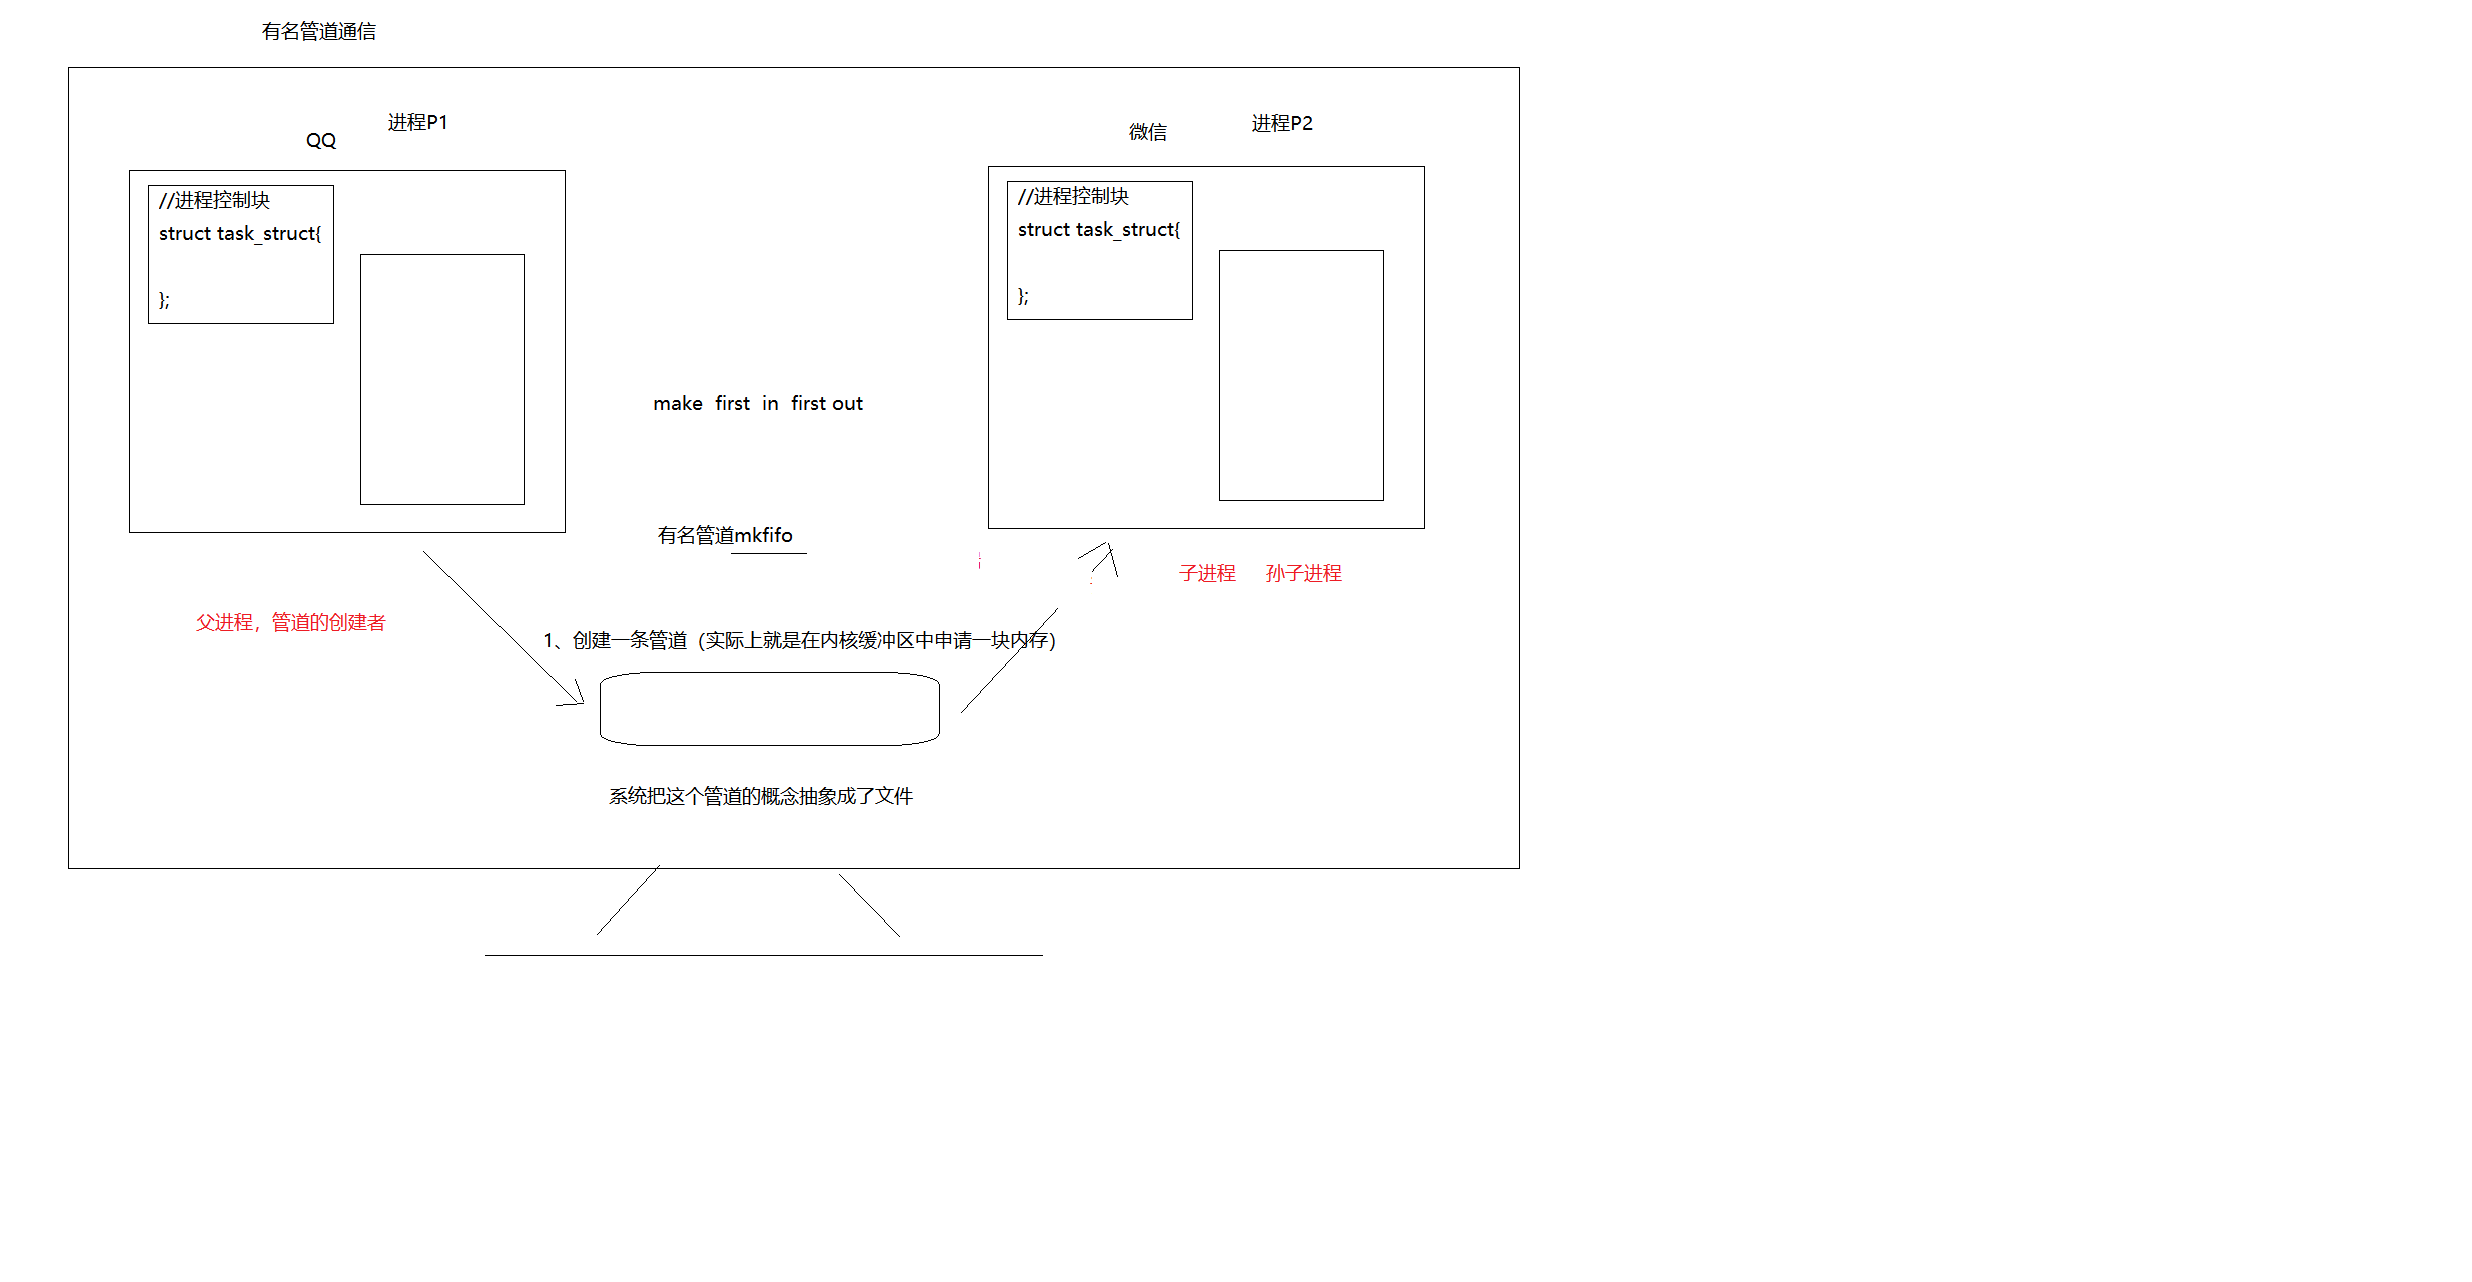 有名管道通信
QQ
进程P1
微信
进程P2
//进程控制块
struct task_struct{
};
//进程控制块
struct task_struct{
};
make  first  in  first out
有名管道mkfifo
子进程
孙子进程
父进程，管道的创建者
1、创建一条管道（实际上就是在内核缓冲区中申请一块内存）
系统把这个管道的概念抽象成了文件